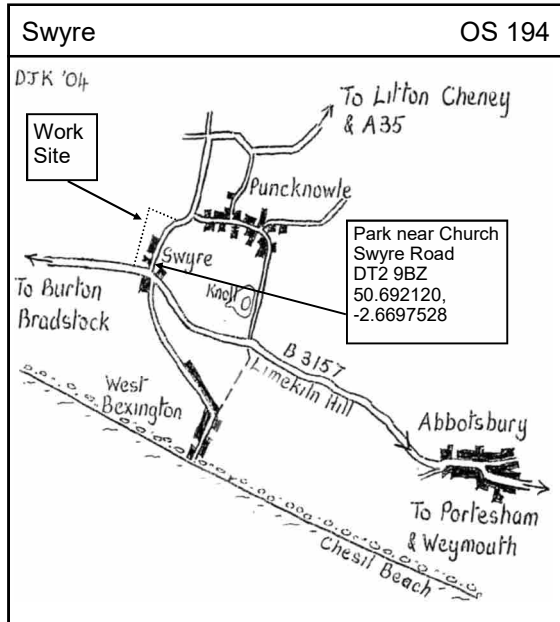 Swyre OS 194
DJK '04
To Litton Cheney
& A35
Work
Site
Puncknowle
Park near Church
Swyre Road
DT2 9BZ
50.692120,
-2.6697528
Swyre
Knoll
To Burton
Bradstock
B 3157
Limekiln Hill
West
Bexington
Abbotsbury
To Portesham
& Weymouth
Chesil Beach